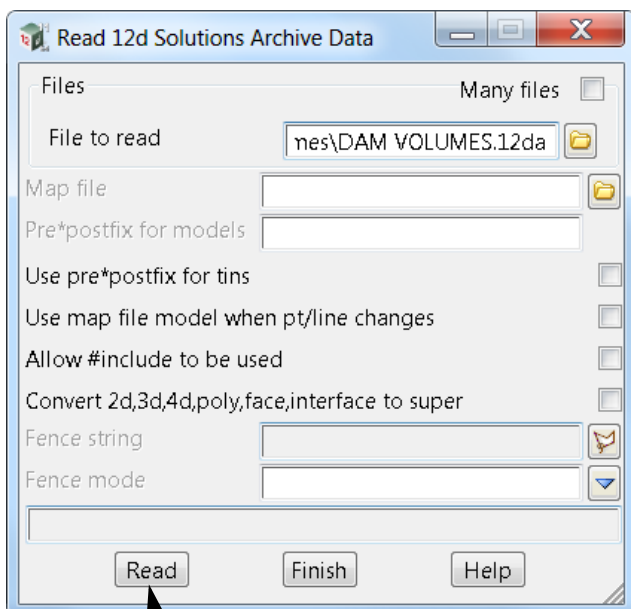 Read 12d Solutions Archive Data
Files
Many files
File to read
nes\DAM VOLUMES.12da
Map file
Pre*postfix for models
Use pre*postfix for tins
Use map file model when pt/line changes
Allow #include to be used
Convert 2d,3d,4d,poly,face,interface to super
Fence string
Fence mode
Read
Finish
Help